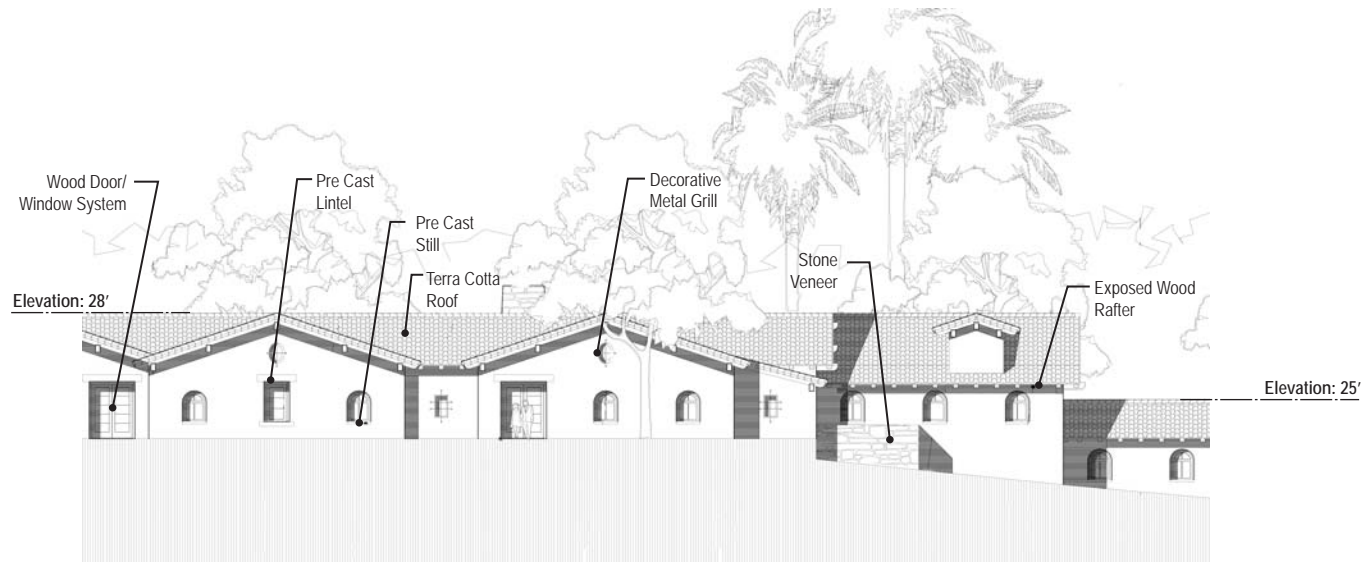 Wood Door/
Window System
Pre Cast
Lintel
Pre Cast
Still
Terra Cotta
Roof
Decorative
Metal Grill
Stone
Veneer
Exposed Wood
Rafter
Elevation: 28'
Elevation: 25'